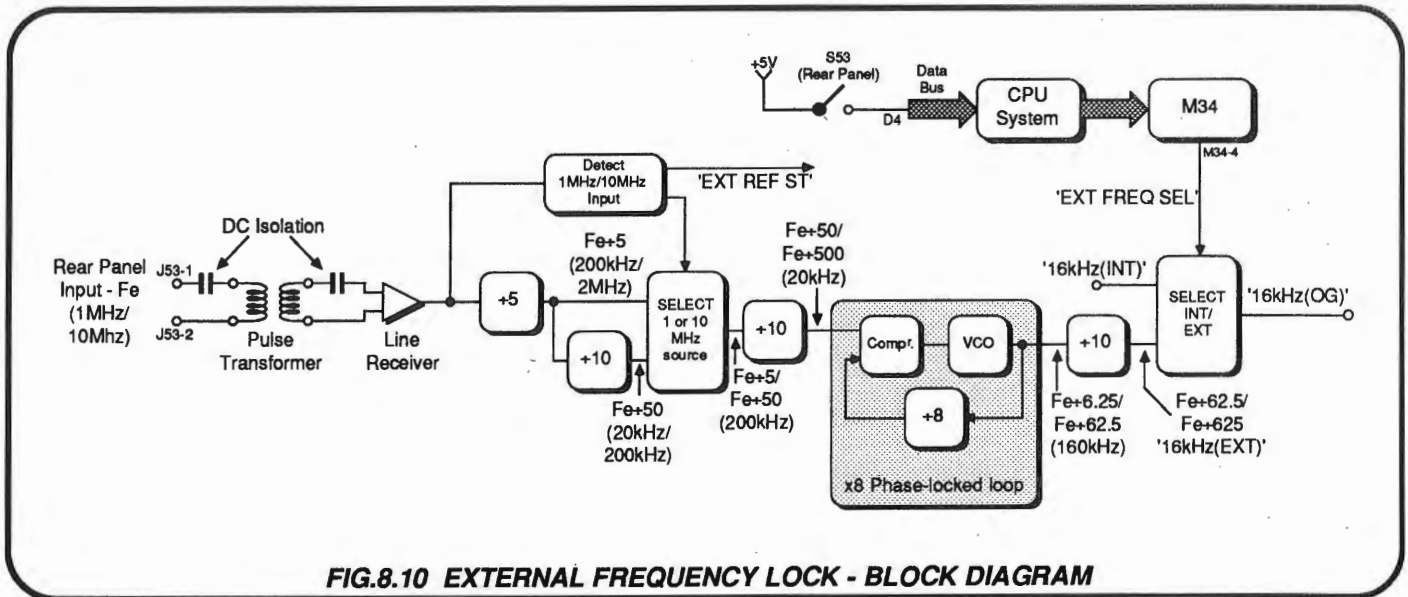 +5V
S53
(Rear Panel)
Data
Bus
D4
CPU
System
M34
M34-4
Detect
1MHz/10MHz
Input
'EXT REF ST'
'EXT FREQ SEL'
DC Isolation
Rear Panel
Input - Fe
(1MHz/
10Mhz)
J53-1
J53-2
Pulse
Transformer
Line
Receiver
÷5
Fe÷5
(200kHz/
2MHz)
÷10
Fe÷50
(20kHz/
200kHz)
SELECT
1 or 10
MHz
source
Fe÷5/
Fe÷50
(200kHz)
÷10
Fe÷50/
Fe÷500
(20kHz)
Compr.
VCO
÷8
x8 Phase-locked loop
Fe÷6.25/
Fe÷62.5
(160kHz)
÷10
Fe÷62.5/
Fe÷625
'16kHz(EXT)'
'16kHz(INT)'
SELECT
INT/
EXT
'16kHz(OG)'
FIG.8.10 EXTERNAL FREQUENCY LOCK - BLOCK DIAGRAM